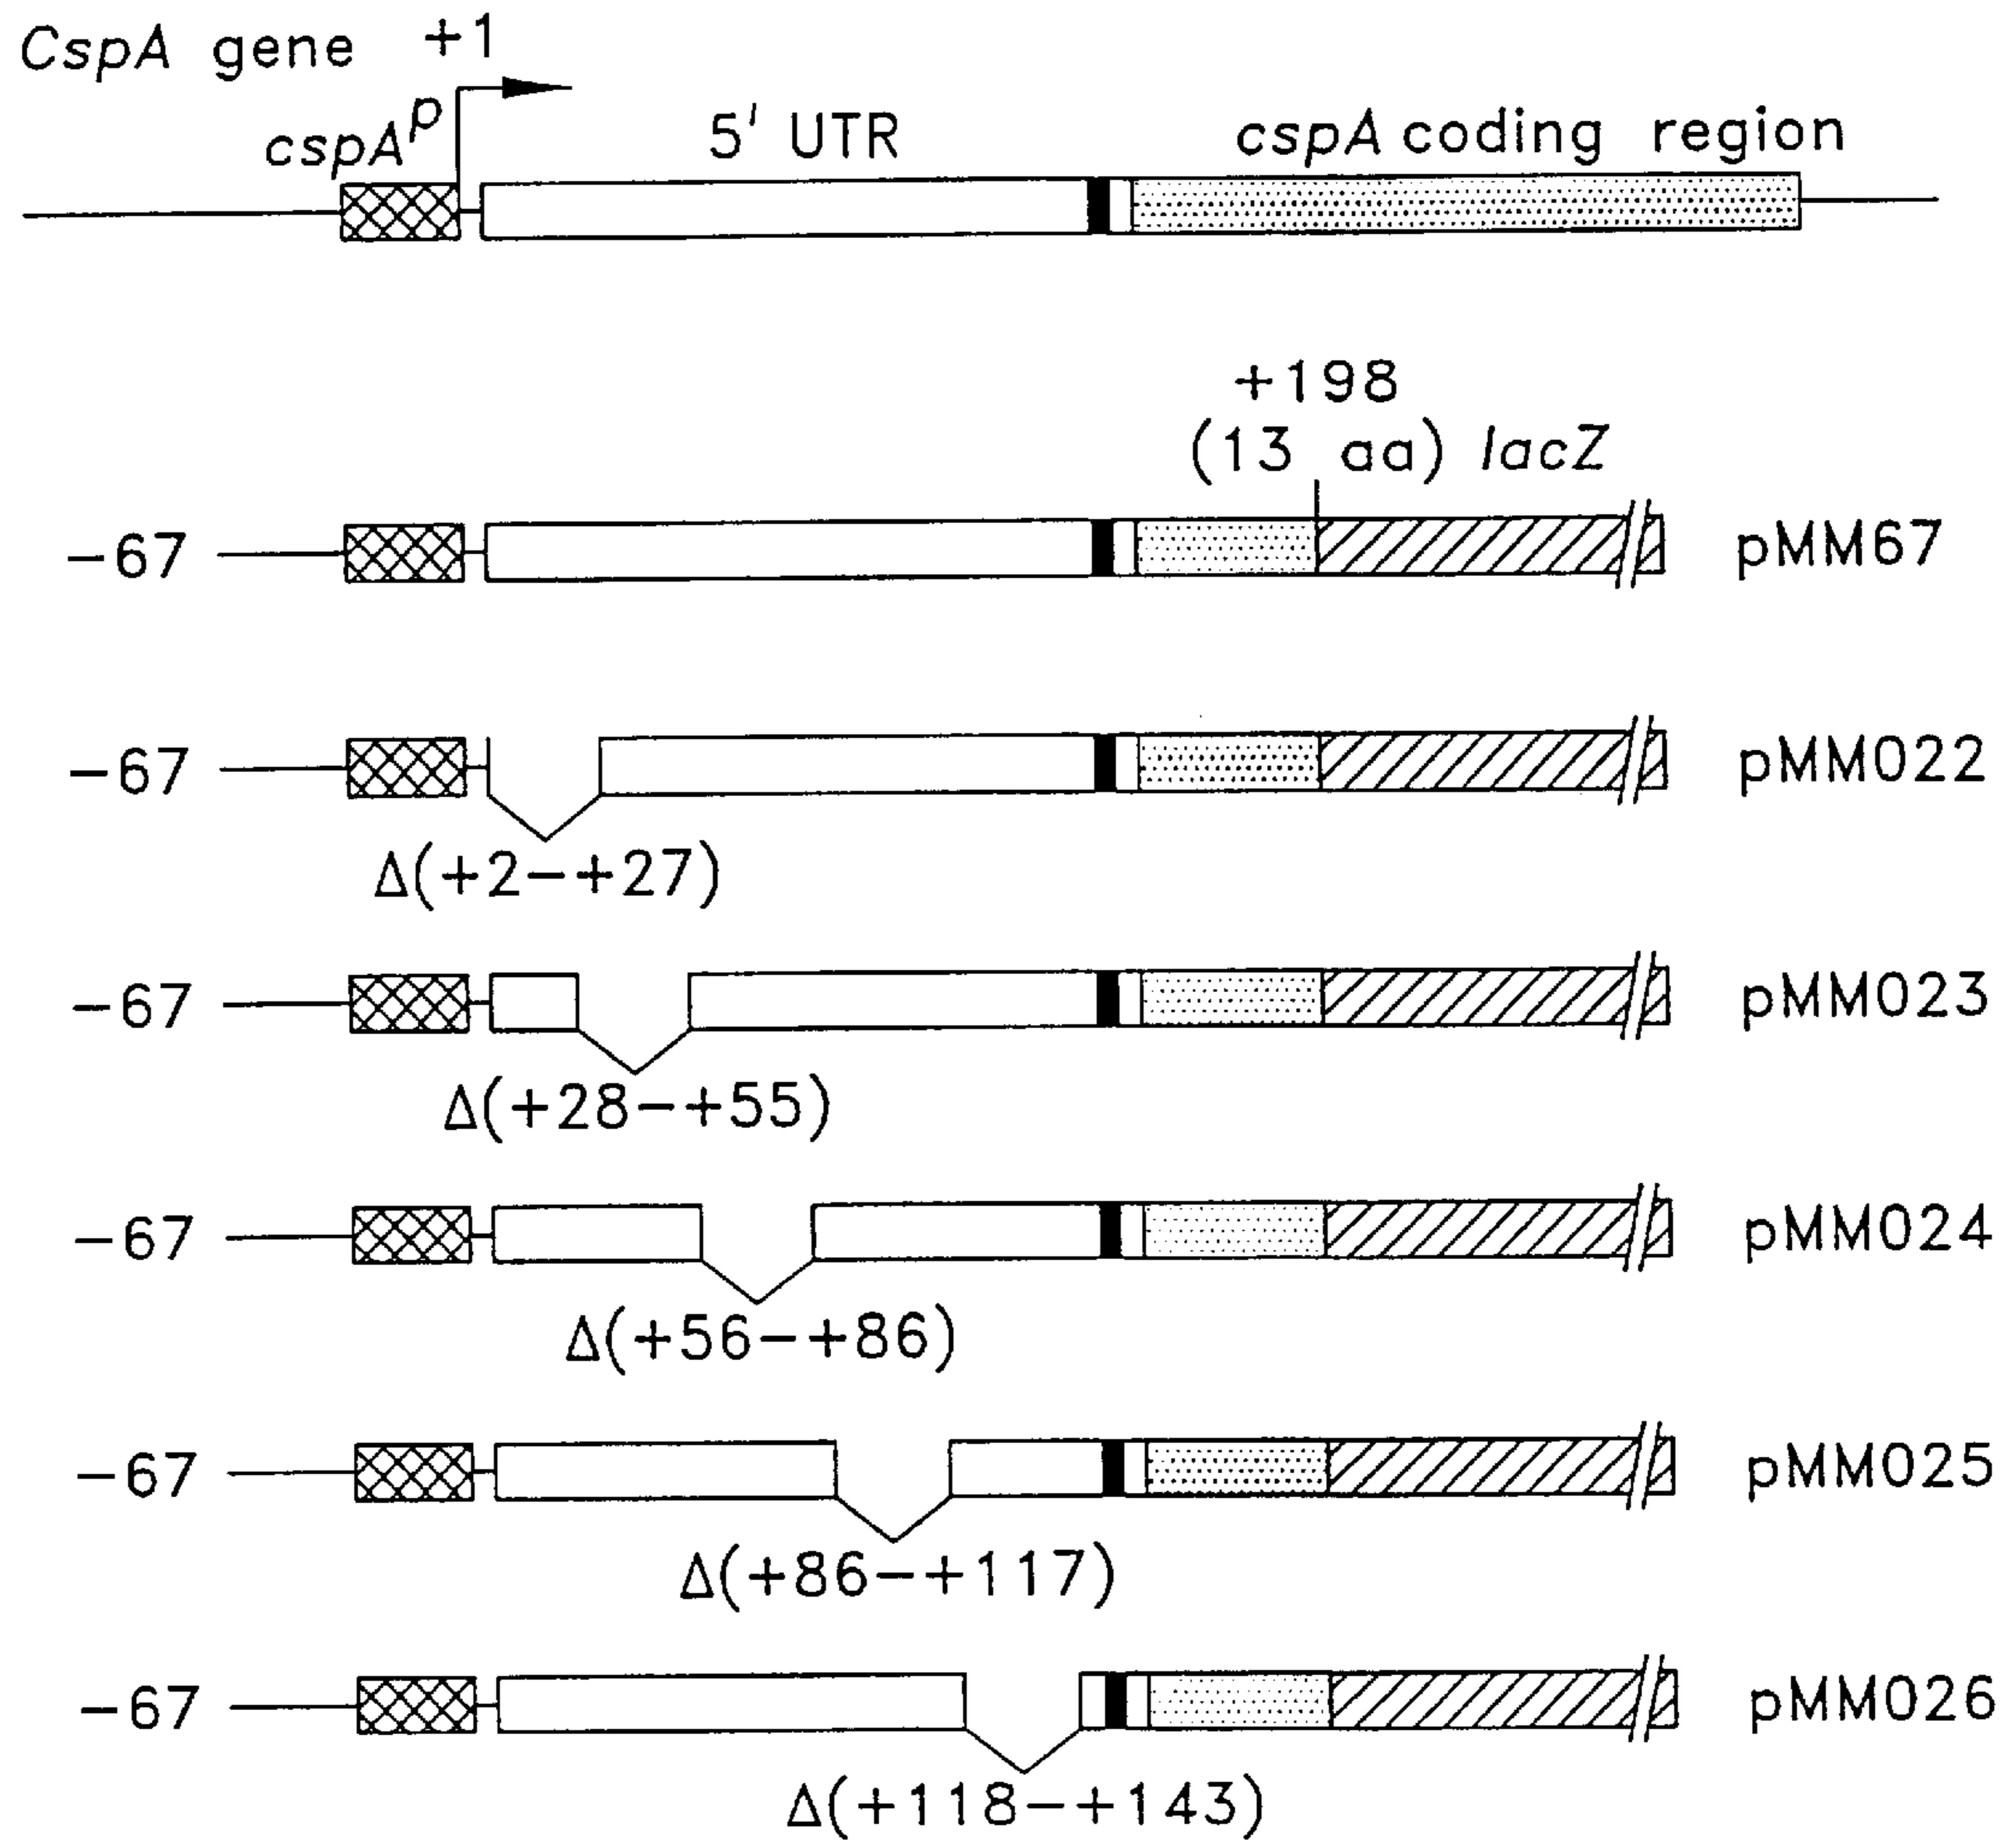 CspA gene +1
cspAᵖ
5' UTR
cspA coding region
+198
(13 aa) lacZ
-67 pMM67
-67 pMM022
Δ(+2-+27)
-67 pMM023
Δ(+28-+55)
-67 pMM024
Δ(+56-+86)
-67 pMM025
Δ(+86-+117)
-67 pMM026
Δ(+118-+143)